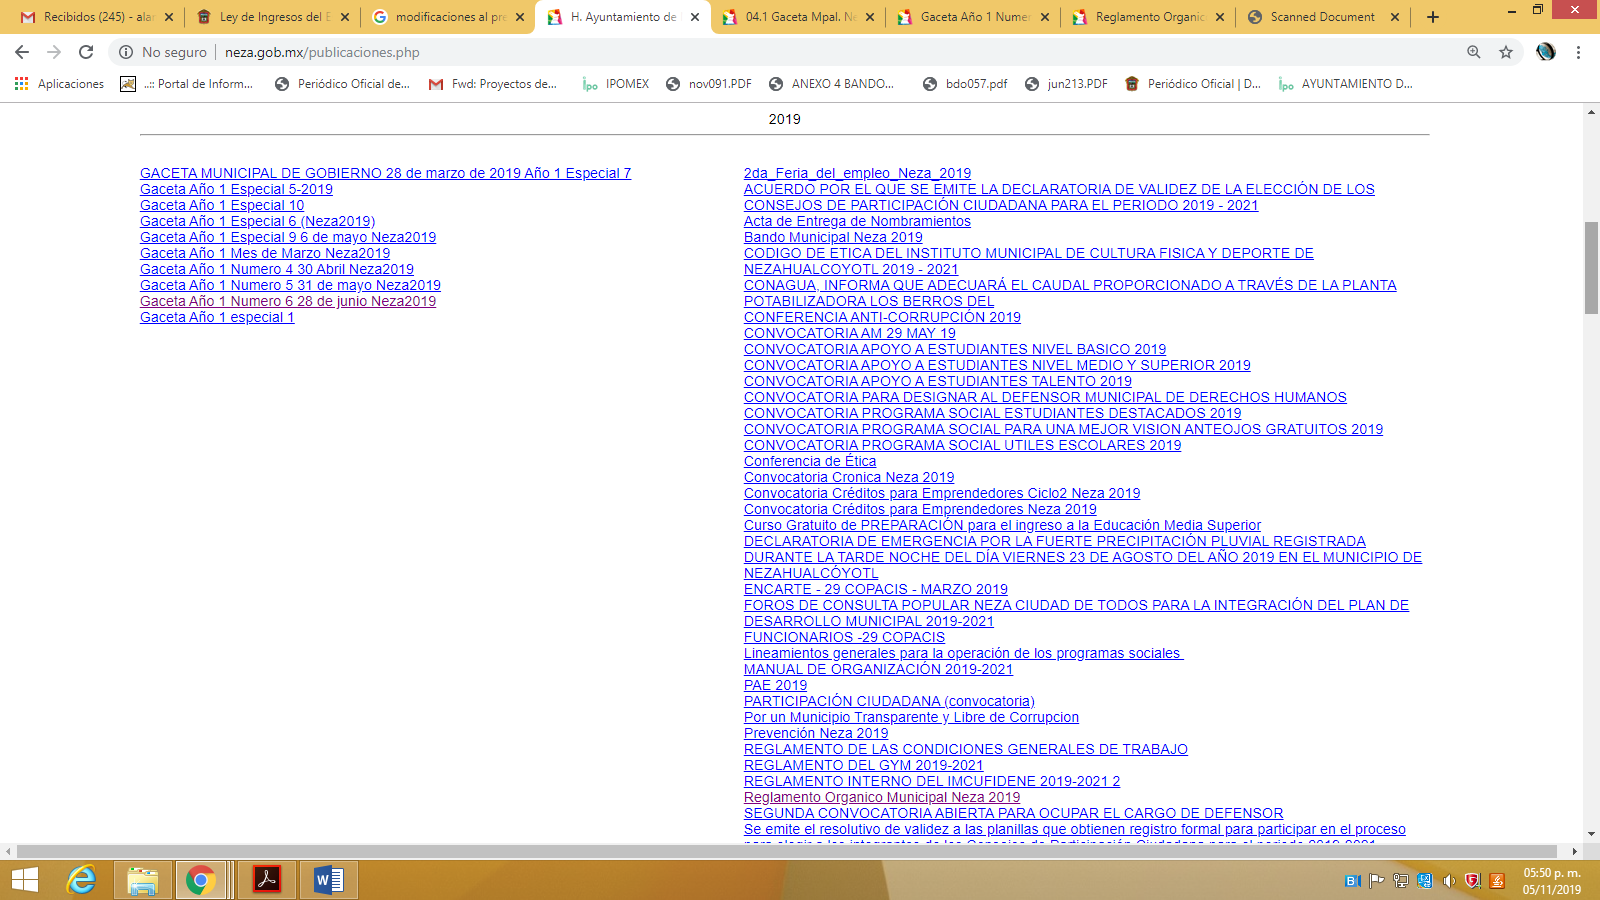 Recibidos (245) - alar
Ley de Ingresos del E
modificaciones al pre
H. Ayuntamiento de
04.1 Gaceta Mpal. Ne
Gaceta Año 1 Numer
Reglamento Organic
Scanned Document
No seguro | neza.gob.mx/publicaciones.php
Aplicaciones
..:: Portal de Inform...
Periódico Oficial de...
Fwd: Proyectos de...
IPOMEX
nov091.PDF
ANEXO 4 BANDO...
bdo057.pdf
jun213.PDF
Periódico Oficial | D...
AYUNTAMIENTO D...
2019
GACETA MUNICIPAL DE GOBIERNO 28 de marzo de 2019 Año 1 Especial 7
Gaceta Año 1 Especial 5-2019
Gaceta Año 1 Especial 10
Gaceta Año 1 Especial 6 (Neza2019)
Gaceta Año 1 Especial 9 6 de mayo Neza2019
Gaceta Año 1 Mes de Marzo Neza2019
Gaceta Año 1 Numero 4 30 Abril Neza2019
Gaceta Año 1 Numero 5 31 de mayo Neza2019
Gaceta Año 1 Numero 6 28 de junio Neza2019
Gaceta Año 1 especial 1
2da_Feria_del_empleo_Neza_2019
ACUERDO POR EL QUE SE EMITE LA DECLARATORIA DE VALIDEZ DE LA ELECCIÓN DE LOS
CONSEJOS DE PARTICIPACIÓN CIUDADANA PARA EL PERIODO 2019 - 2021
Acta de Entrega de Nombramientos
Bando Municipal Neza 2019
CODIGO DE ETICA DEL INSTITUTO MUNICIPAL DE CULTURA FISICA Y DEPORTE DE
NEZAHUALCOYOTL 2019 - 2021
CONAGUA, INFORMA QUE ADECUARÁ EL CAUDAL PROPORCIONADO A TRAVÉS DE LA PLANTA
POTABILIZADORA LOS BERROS DEL
CONFERENCIA ANTI-CORRUPCIÓN 2019
CONVOCATORIA AM 29 MAY 19
CONVOCATORIA APOYO A ESTUDIANTES NIVEL BASICO 2019
CONVOCATORIA APOYO A ESTUDIANTES NIVEL MEDIO Y SUPERIOR 2019
CONVOCATORIA APOYO A ESTUDIANTES TALENTO 2019
CONVOCATORIA PARA DESIGNAR AL DEFENSOR MUNICIPAL DE DERECHOS HUMANOS
CONVOCATORIA PROGRAMA SOCIAL ESTUDIANTES DESTACADOS 2019
CONVOCATORIA PROGRAMA SOCIAL PARA UNA MEJOR VISION ANTEOJOS GRATUITOS 2019
CONVOCATORIA PROGRAMA SOCIAL UTILES ESCOLARES 2019
Conferencia de Ética
Convocatoria Cronica Neza 2019
Convocatoria Créditos para Emprendedores Ciclo2 Neza 2019
Convocatoria Créditos para Emprendedores Neza 2019
Curso Gratuito de PREPARACIÓN para el ingreso a la Educación Media Superior
DECLARATORIA DE EMERGENCIA POR LA FUERTE PRECIPITACIÓN PLUVIAL REGISTRADA
DURANTE LA TARDE NOCHE DEL DÍA VIERNES 23 DE AGOSTO DEL AÑO 2019 EN EL MUNICIPIO DE
NEZAHUALCÓYOTL
ENCARTE - 29 COPACIS - MARZO 2019
FOROS DE CONSULTA POPULAR NEZA CIUDAD DE TODOS PARA LA INTEGRACIÓN DEL PLAN DE
DESARROLLO MUNICIPAL 2019-2021
FUNCIONARIOS -29 COPACIS
Lineamientos generales para la operación de los programas sociales
MANUAL DE ORGANIZACIÓN 2019-2021
PAE 2019
PARTICIPACIÓN CIUDADANA (convocatoria)
Por un Municipio Transparente y Libre de Corrupcion
Prevención Neza 2019
REGLAMENTO DE LAS CONDICIONES GENERALES DE TRABAJO
REGLAMENTO DEL GYM 2019-2021
REGLAMENTO INTERNO DEL IMCUFIDENE 2019-2021 2
Reglamento Organico Municipal Neza 2019
SEGUNDA CONVOCATORIA ABIERTA PARA OCUPAR EL CARGO DE DEFENSOR
Se emite el resolutivo de validez a las planillas que obtienen registro formal para participar en el proceso
para elegir a los integrantes de los Consejos de Participación Ciudadana para el periodo 2019-2021
05:50 p. m.
05/11/2019